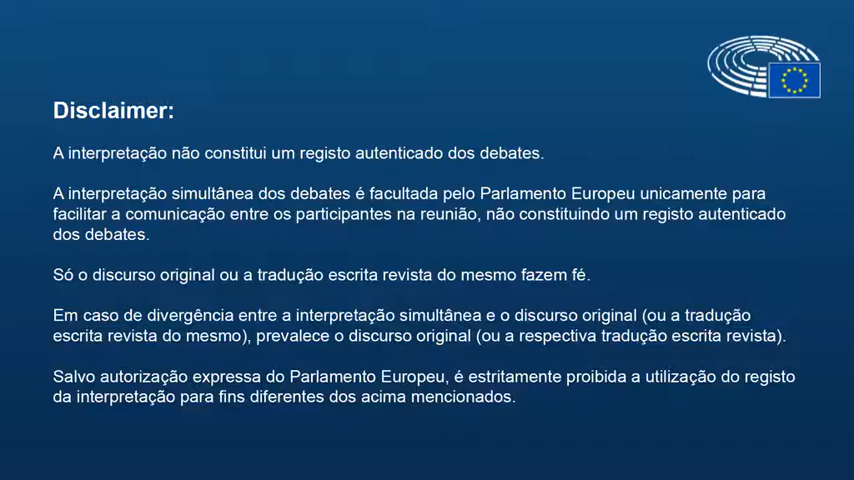 Disclaimer:
A interpretação não constitui um registo autenticado dos debates.
A interpretação simultânea dos debates é facultada pelo Parlamento Europeu unicamente para
facilitar a comunicação entre os participantes na reunião, não constituindo um registo autenticado
dos debates.
Só o discurso original ou a tradução escrita revista do mesmo fazem fé.
Em caso de divergência entre a interpretação simultânea e o discurso original (ou a tradução
escrita revista do mesmo), prevalece o discurso original (ou a respectiva tradução escrita revista).
Salvo autorização expressa do Parlamento Europeu, é estritamente proibida a utilização do registo
da interpretação para fins diferentes dos acima mencionados.